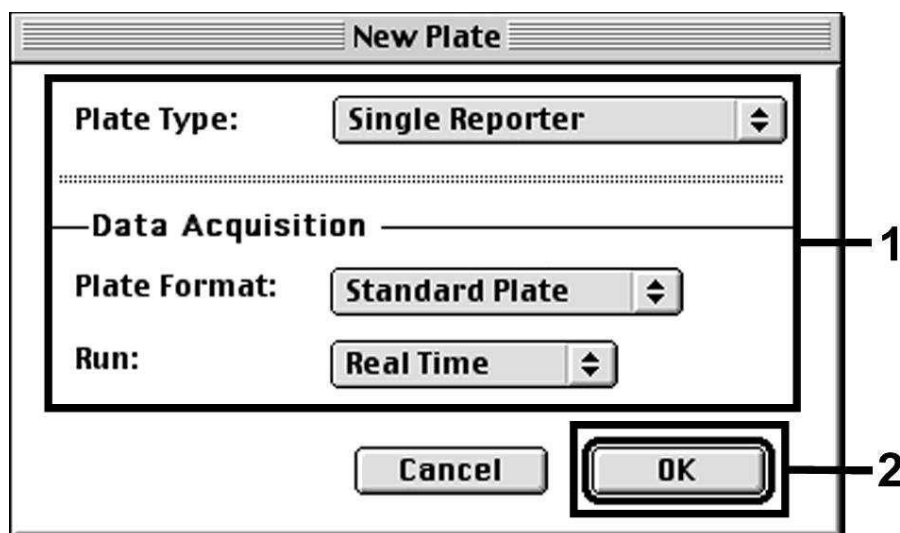 New Plate
Plate Type: Single Reporter
Data Acquisition
1
Plate Format: Standard Plate
Run: Real Time
Cancel OK
2